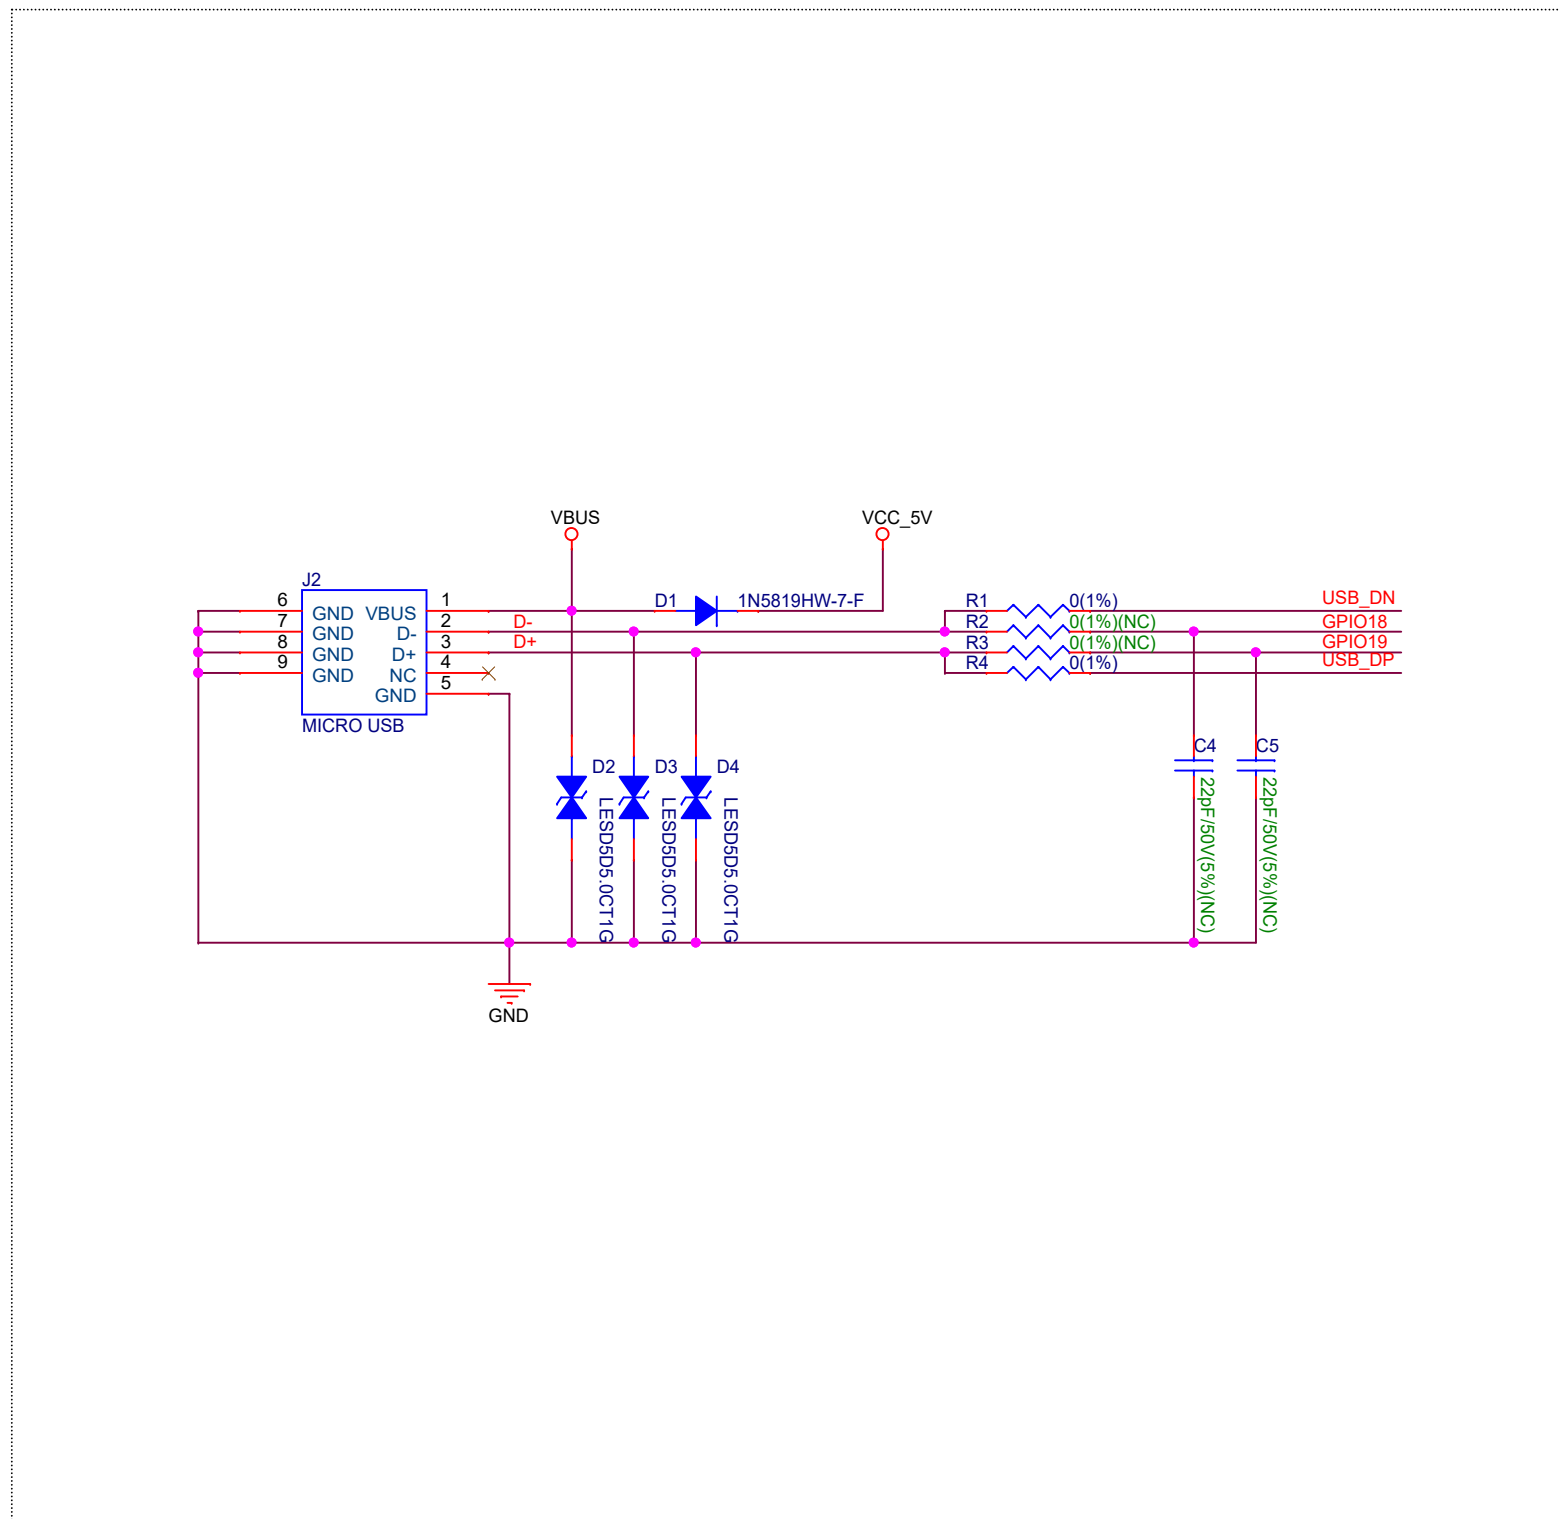 VBUS
VCC_5V
J2
6
7
8
9
GND VBUS
GND D-
GND D+
GND NC
GND
1
2
3
4
5
MICRO USB
D-
D+
D1
1N5819HW-7-F
R1 0(1%) USB_DN
R2 0(1%)(NC) GPIO18
R3 0(1%)(NC) GPIO19
R4 0(1%) USB_DP
D2
LESD5D5.0CT1G
D3
LESD5D5.0CT1G
D4
LESD5D5.0CT1G
C4
22pF/50V(5%)(NC)
C5
22pF/50V(5%)(NC)
GND